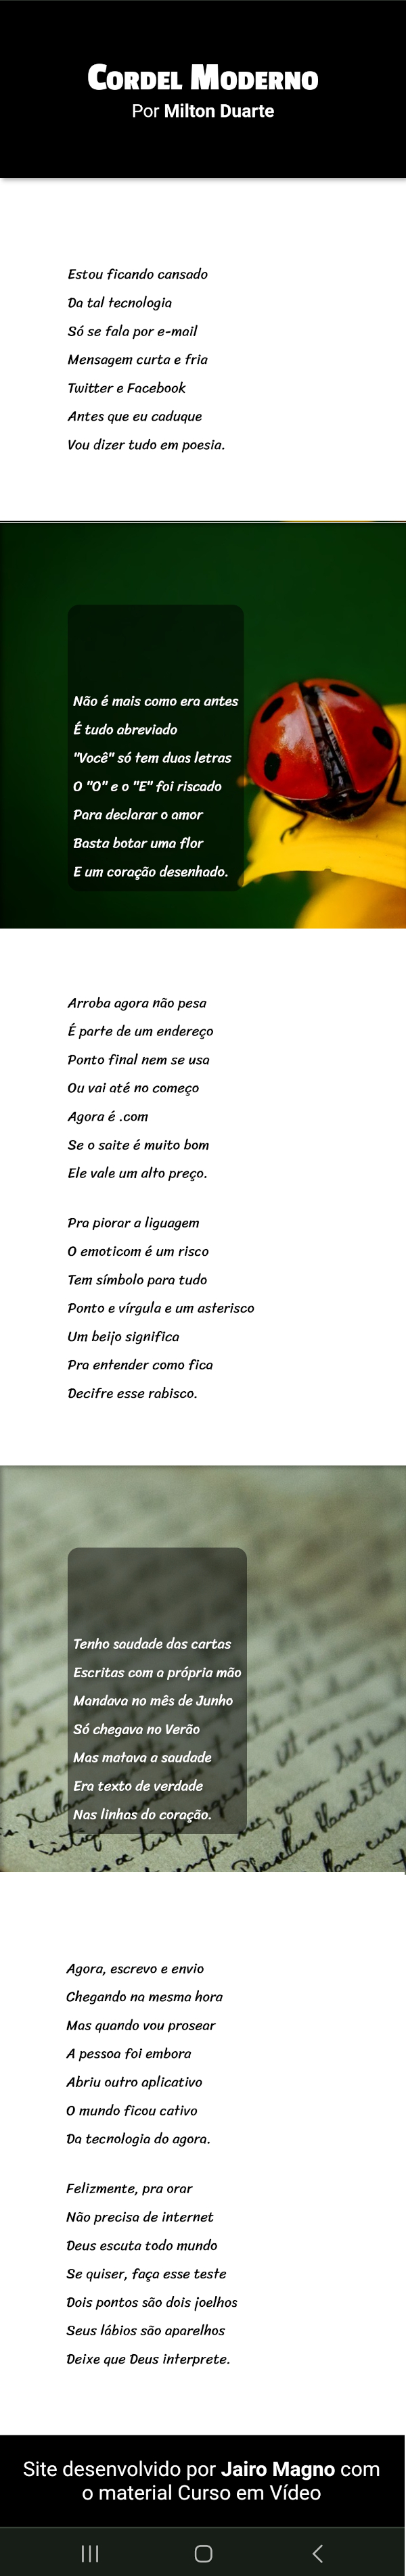 Cordel Moderno
Por Milton Duarte
Estou ficando cansado
Da tal tecnologia
Só se fala por e-mail
Mensagem curta e fria
Twitter e Facebook
Antes que eu caduque
Vou dizer tudo em poesia.
Não é mais como era antes
É tudo abreviado
"Você" só tem duas letras
O "O" e o "E" foi riscado
Para declarar o amor
Basta botar uma flor
E um coração desenhado.
Arroba agora não pesa
É parte de um endereço
Ponto final nem se usa
Ou vai até no começo
Agora é .com
Se o saite é muito bom
Ele vale um alto preço.
Pra piorar a liguagem
O emoticom é um risco
Tem símbolo para tudo
Ponto e vírgula e um asterisco
Um beijo significa
Pra entender como fica
Decifre esse rabisco.
Tenho saudade das cartas
Escritas com a própria mão
Mandava no mês de Junho
Só chegava no Verão
Mas matava a saudade
Era texto de verdade
Nas linhas do coração.
Agora, escrevo e envio
Chegando na mesma hora
Mas quando vou prosear
A pessoa foi embora
Abriu outro aplicativo
O mundo ficou cativo
Da tecnologia do agora.
Felizmente, pra orar
Não precisa de internet
Deus escuta todo mundo
Se quiser, faça esse teste
Dois pontos são dois joelhos
Seus lábios são aparelhos
Deixe que Deus interprete.
Site desenvolvido por Jairo Magno com
o material Curso em Vídeo